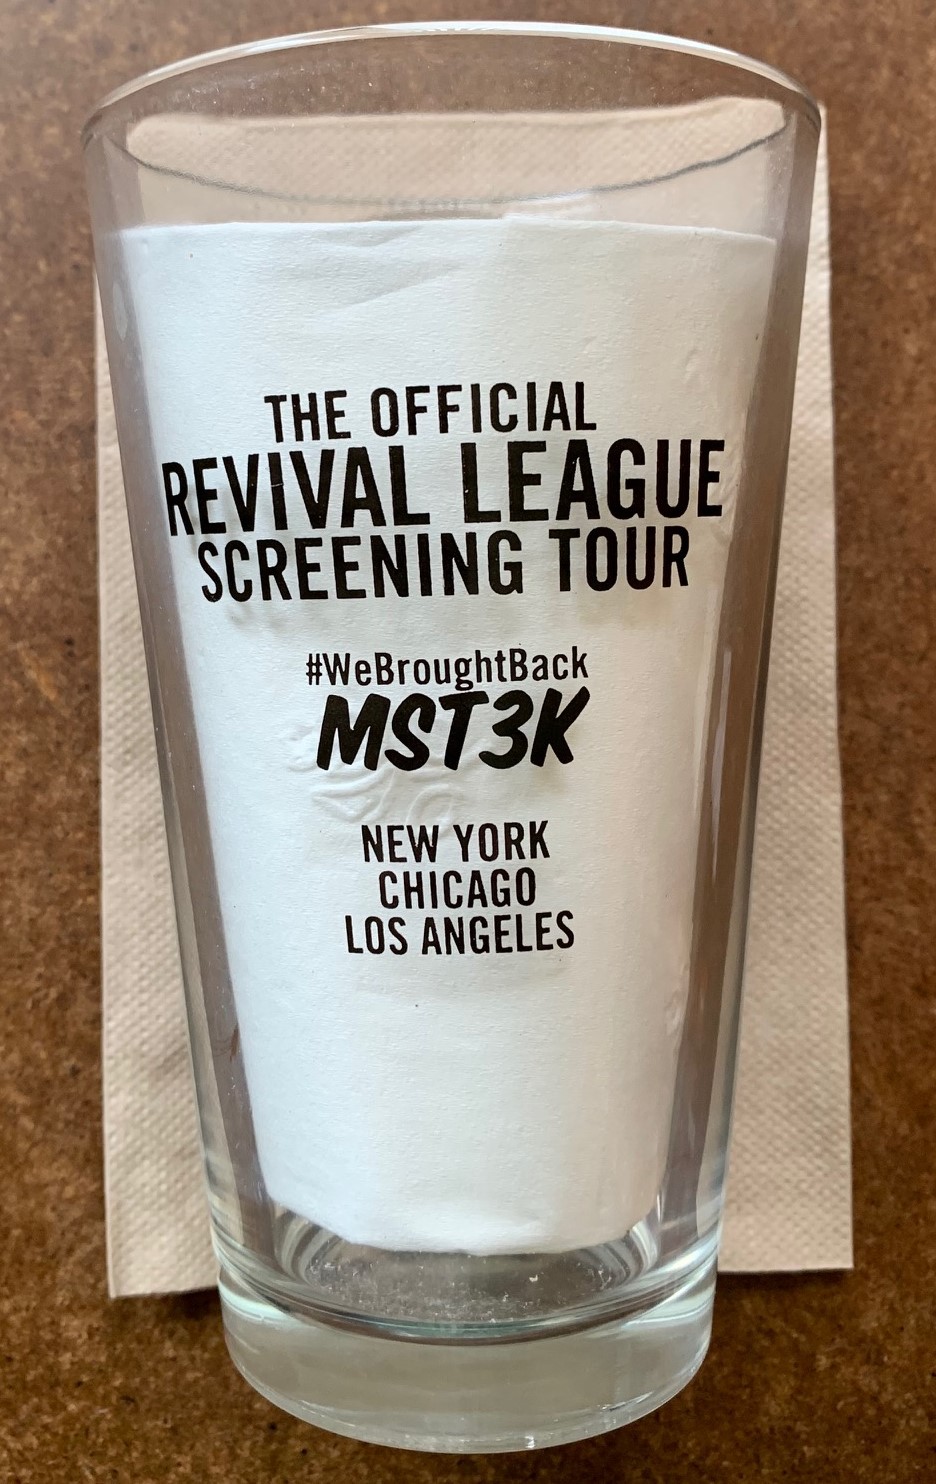 THE OFFICIAL
REVIVAL LEAGUE
SCREENING TOUR
#WeBroughtBack
MST3K
NEW YORK
CHICAGO
LOS ANGELES